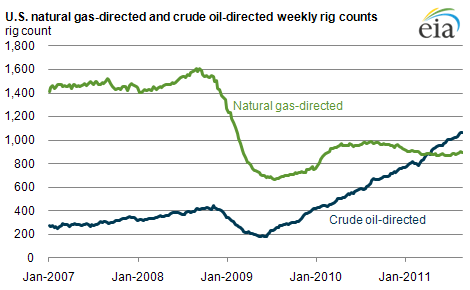 U.S. natural gas-directed and crude oil-directed weekly rig counts
rig count
eia
1,800
1,600
1,400
1,200
1,000
800
600
400
200
0
Natural gas-directed
Crude oil-directed
Jan-2007 Jan-2008 Jan-2009 Jan-2010 Jan-2011